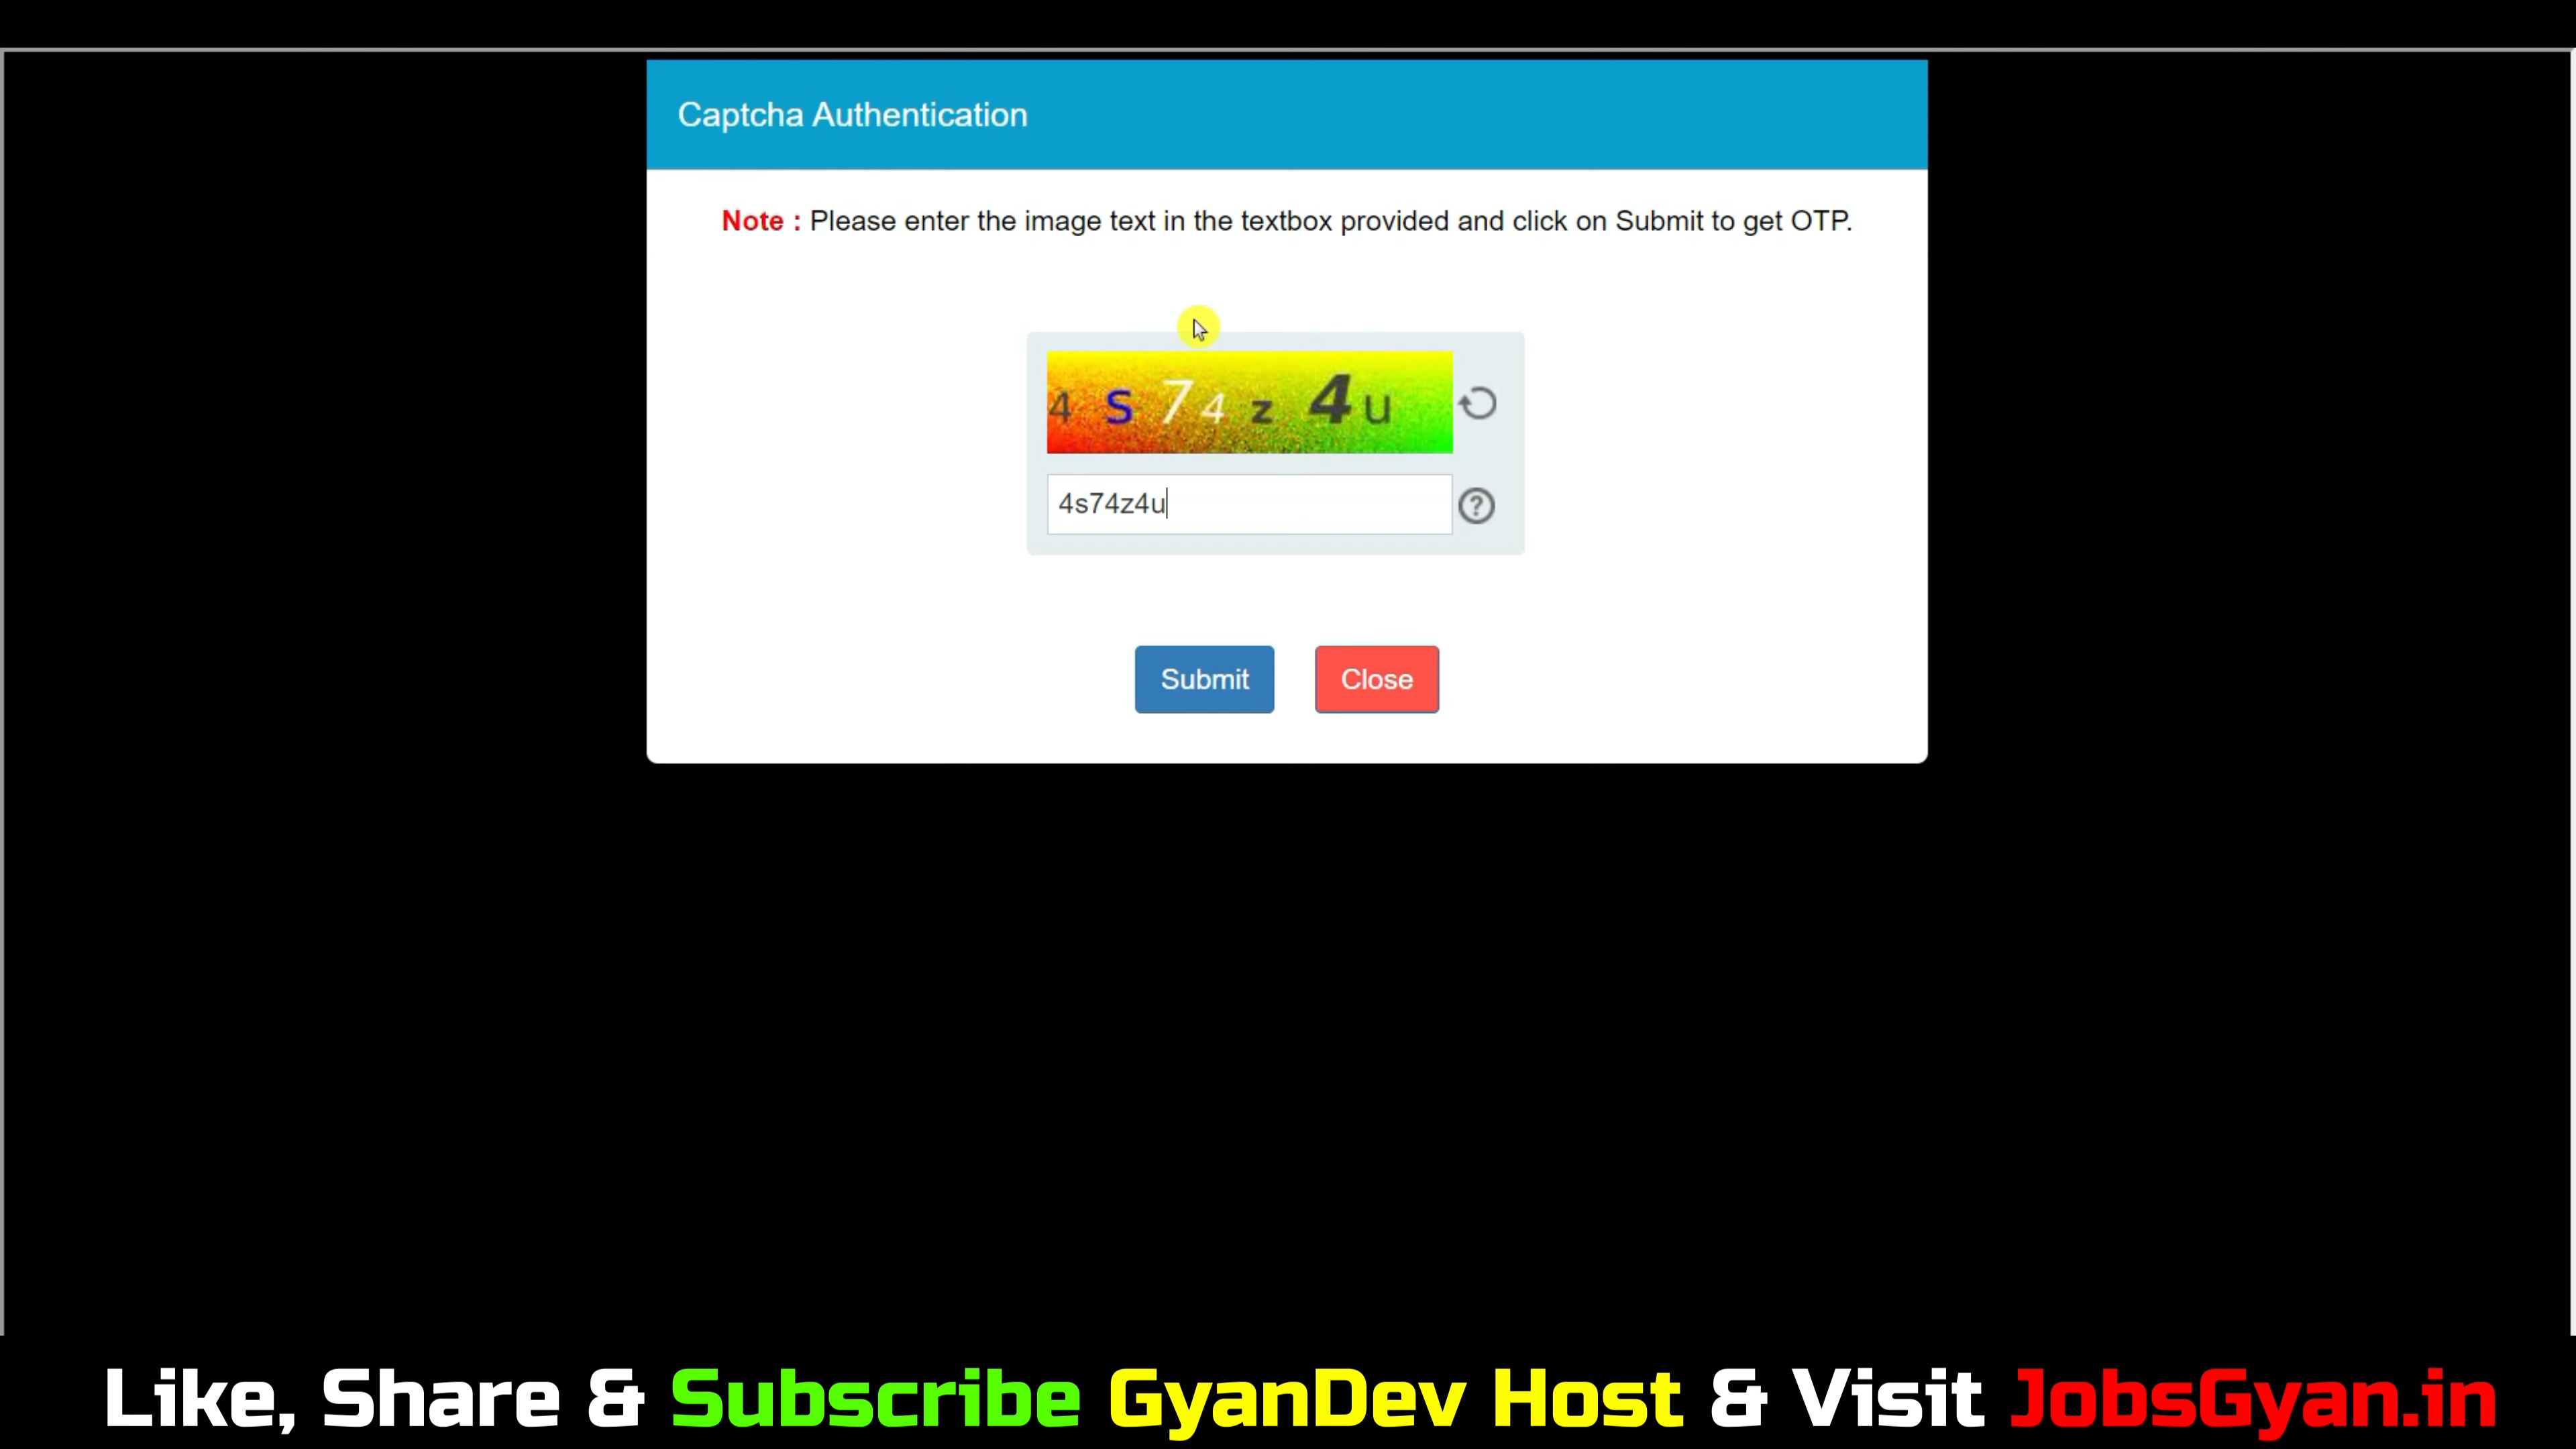 Captcha Authentication
Note : Please enter the image text in the textbox provided and click on Submit to get OTP.
4 s 7 4 z 4 u
4s74z4u
?
Submit Close
Like, Share & Subscribe GyanDev Host & Visit JobsGyan.in